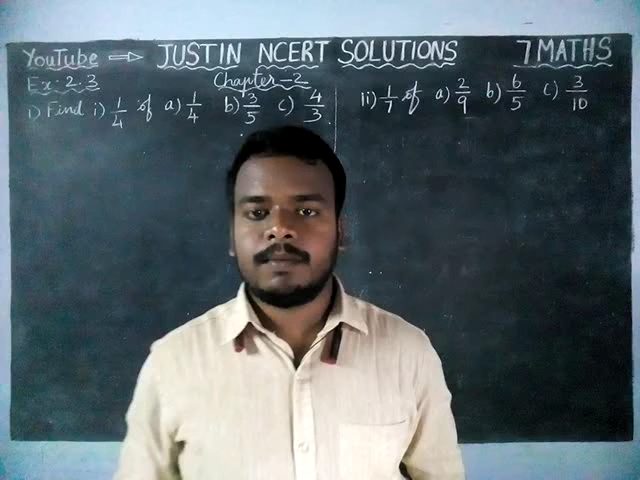 YouTube ⇒ JUSTIN NCERT SOLUTIONS 7 MATHS
Ex: 2.3 Chapter-2
1) Find i) 1/4 of a) 1/4 b) 3/5 c) 4/3 ii) 1/7 of a) 2/9 b) 6/5 c) 3/10